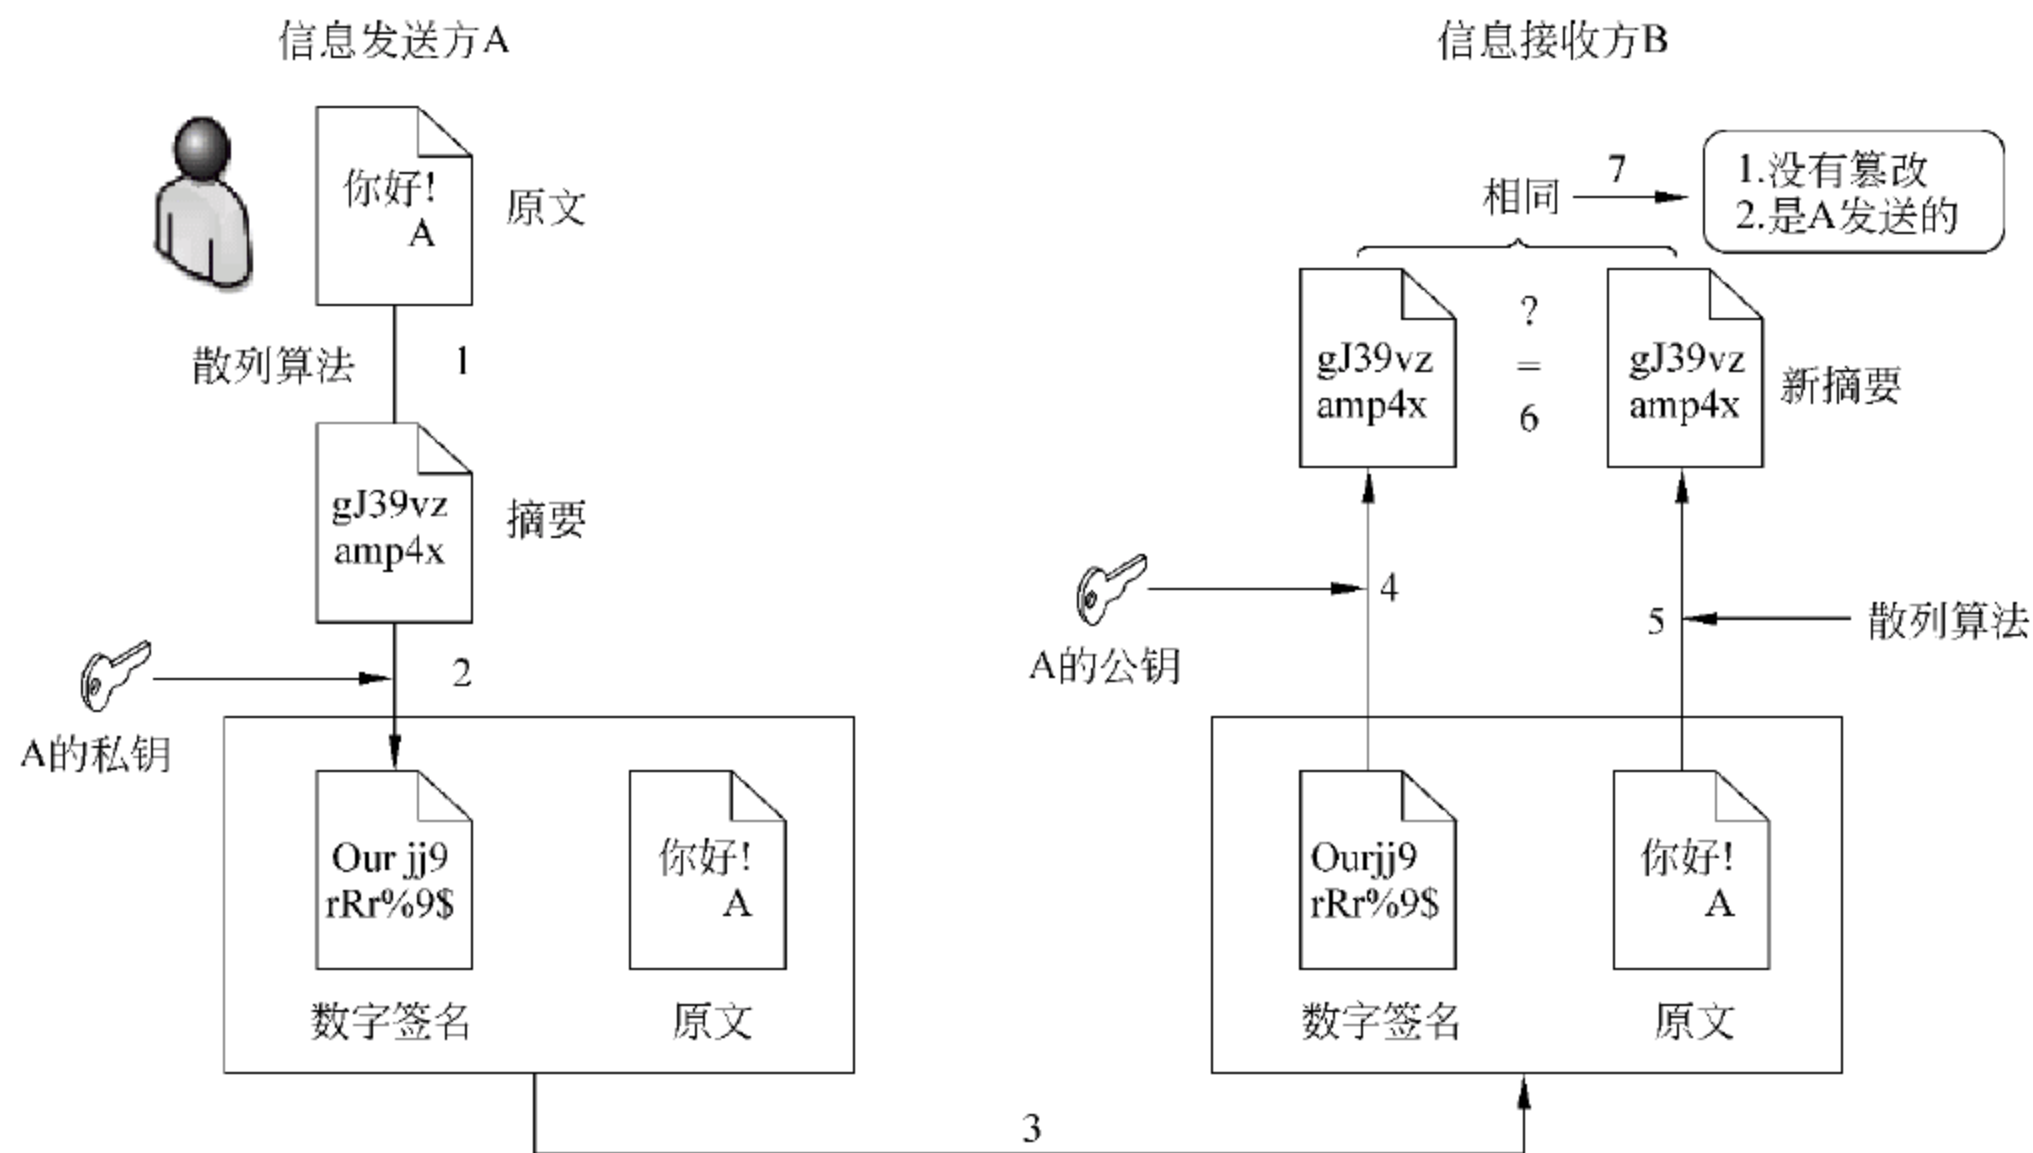 信息发送方A
你好!
A
原文
散列算法
1
gJ39vz
amp4x
摘要
A的私钥
2
Our jj9
rRr%9$
数字签名
你好!
A
原文
3
信息接收方B
相同
7
1.没有篡改
2.是A发送的
gJ39vz
amp4x
?
=
6
gJ39vz
amp4x
新摘要
A的公钥
4
5
散列算法
Ourjj9
rRr%9$
数字签名
你好!
A
原文